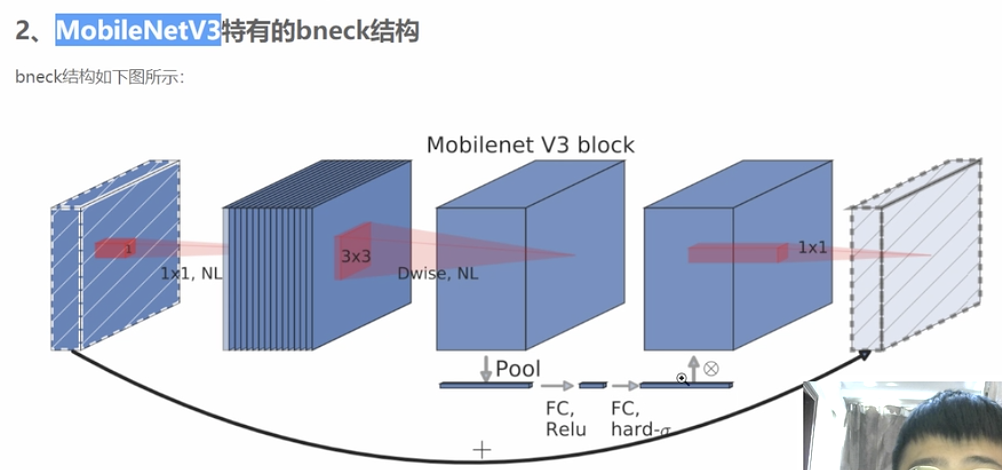 2、MobileNetV3特有的bneck结构
bneck结构如下图所示：
Mobilenet V3 block
1
1x1, NL
3x3
Dwise, NL
1x1
Pool
⊗
FC,
Relu
FC,
hard-σ
+